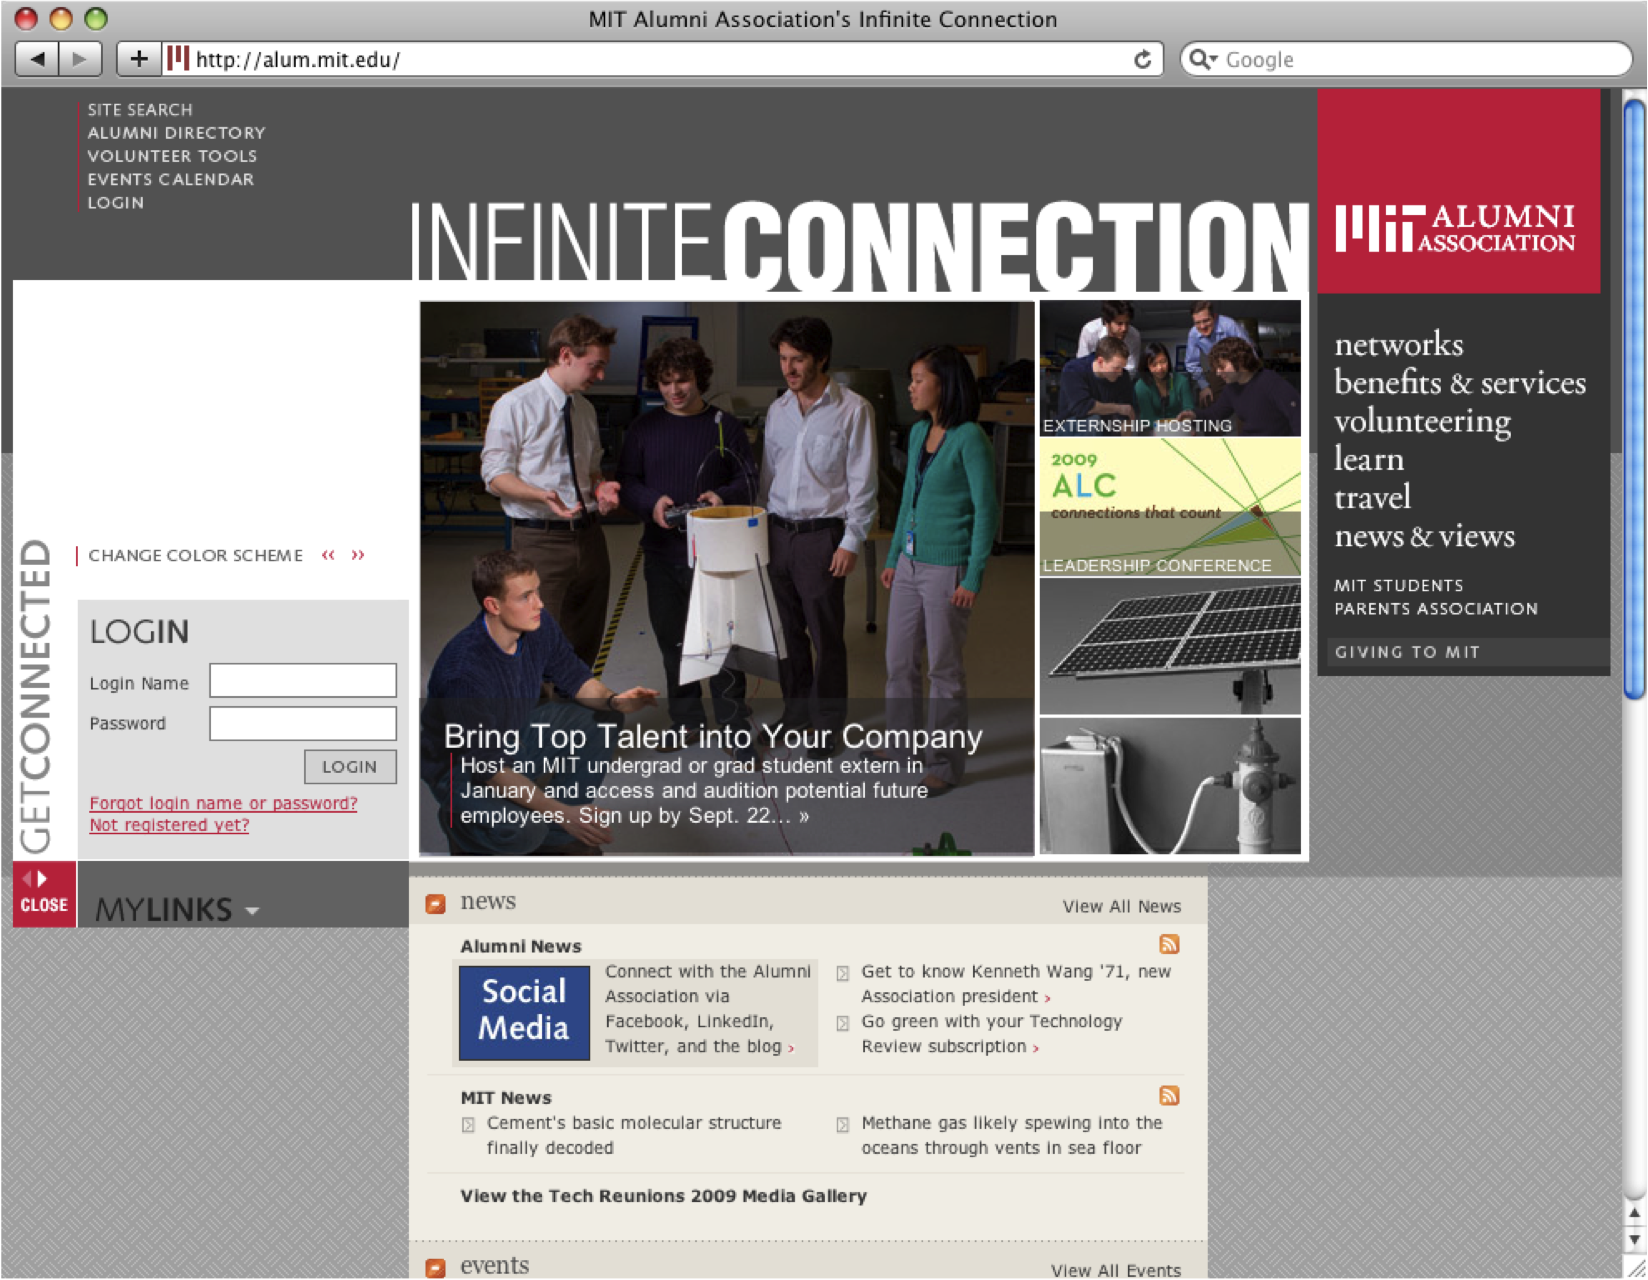 MIT Alumni Association's Infinite Connection
http://alum.mit.edu/
Google
SITE SEARCH
ALUMNI DIRECTORY
VOLUNTEER TOOLS
EVENTS CALENDAR
LOGIN
INFINITECONNECTION
MIT ALUMNI
ASSOCIATION
networks
benefits & services
volunteering
learn
travel
news & views
MIT STUDENTS
PARENTS ASSOCIATION
GIVING TO MIT
EXTERNSHIP HOSTING
2009
ALC
connections that count
LEADERSHIP CONFERENCE
GETCONNECTED
CHANGE COLOR SCHEME « »
LOGIN
Login Name
Password
LOGIN
Forgot login name or password?
Not registered yet?
Bring Top Talent into Your Company
Host an MIT undergrad or grad student extern in
January and access and audition potential future
employees. Sign up by Sept. 22... »
CLOSE
MYLINKS
news
View All News
Alumni News
Social
Media
Connect with the Alumni
Association via
Facebook, LinkedIn,
Twitter, and the blog ›
Get to know Kenneth Wang '71, new
Association president ›
Go green with your Technology
Review subscription ›
MIT News
Cement's basic molecular structure
finally decoded
Methane gas likely spewing into the
oceans through vents in sea floor
View the Tech Reunions 2009 Media Gallery
events
View All Events